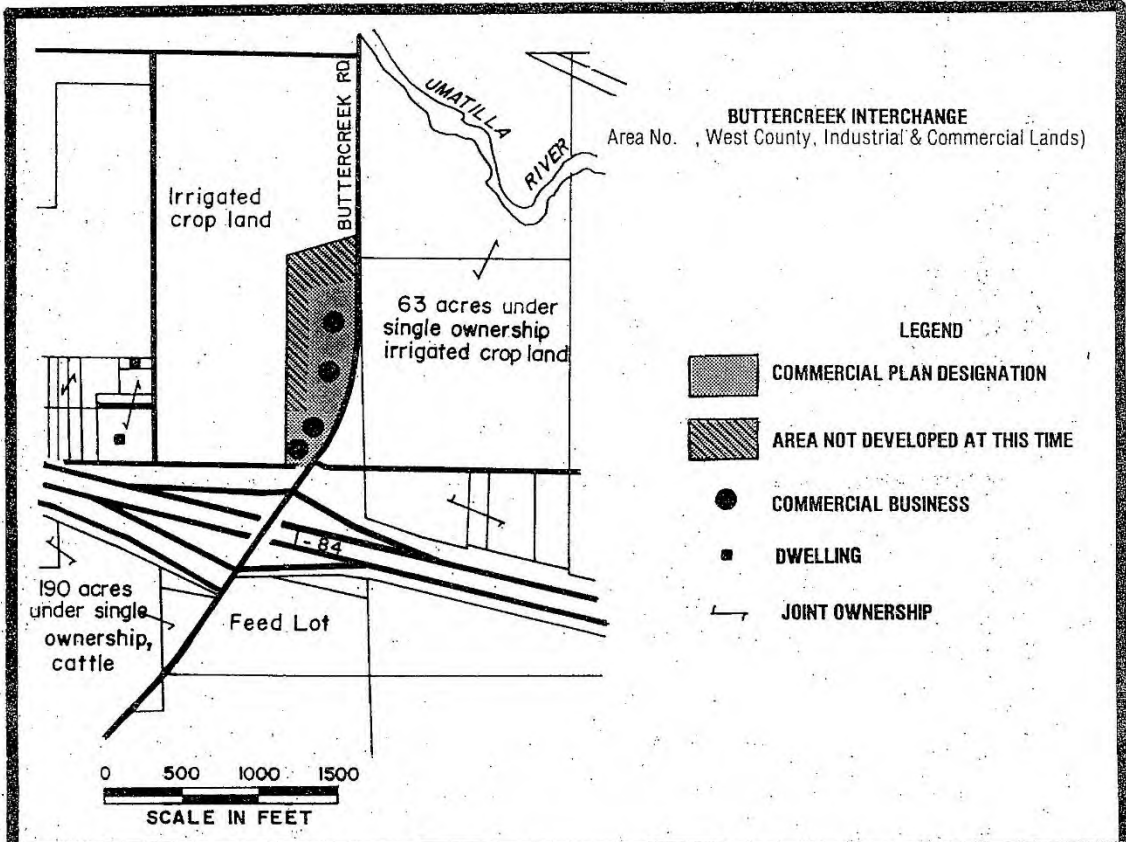 BUTTERCREEK RD.
UMATILLA
RIVER
BUTTERCREEK INTERCHANGE
Area No. , West County, Industrial & Commercial Lands)
Irrigated
crop land
63 acres under
single ownership
irrigated crop land
LEGEND
COMMERCIAL PLAN DESIGNATION
AREA NOT DEVELOPED AT THIS TIME
COMMERCIAL BUSINESS
DWELLING
JOINT OWNERSHIP
I-84
190 acres
under single
ownership,
cattle
Feed Lot
0 500 1000 1500
SCALE IN FEET